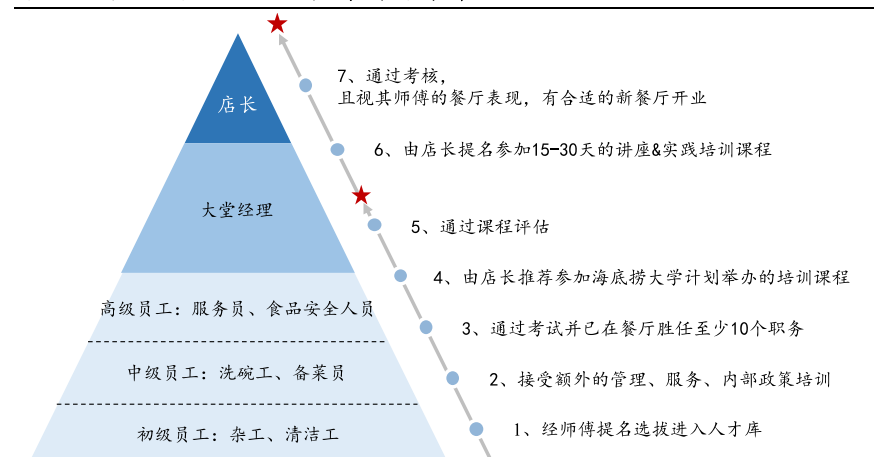 7、通过考核，
且视其师傅的餐厅表现，有合适的新餐厅开业
店长
6、由店长提名参加15-30天的讲座&实践培训课程
大堂经理
5、通过课程评估
4、由店长推荐参加海底捞大学计划举办的培训课程
高级员工：服务员、食品安全人员
3、通过考试并已在餐厅胜任至少10个职务
中级员工：洗碗工、备菜员
2、接受额外的管理、服务、内部政策培训
初级员工：杂工、清洁工
1、经师傅提名选拔进入人才库